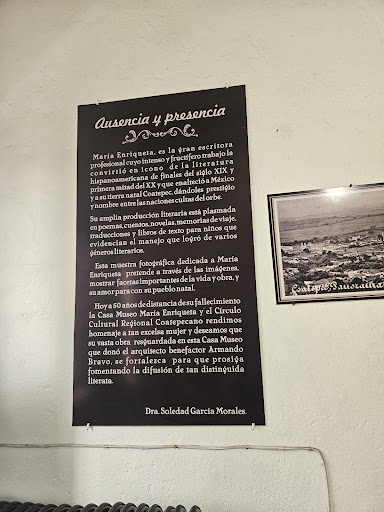 Ausencia y presencia
María Enriqueta, es la gran escritora
profesional cuyo intenso y fructífero trabajo la
convirtió en icono de la literatura
hispanoamericana de finales del siglo XIX y
primera mitad del XX y que enalteció a México
y a su tierra natal Coatepec, dándoles prestigio
y nombre entre las naciones cultas del orbe.
Su amplia producción literaria está plasmada
en poemas, cuentos, novelas, memorias de viaje,
traducciones y libros de texto para niños que
evidencian el manejo que logró de varios
géneros literarios.
Esta muestra fotográfica dedicada a María
Enriqueta pretende a través de las imágenes,
mostrar facetas importantes de la vida y obra, y
su amor para con su pueblo natal.
Hoy a 50 años de distancia de su fallecimiento
la Casa Museo María Enriqueta y el Círculo
Cultural Regional Coatepecano rendimos
homenaje a tan excelsa mujer y deseamos que
su vasta obra resguardada en esta Casa Museo
que donó el arquitecto benefactor Armando
Bravo, se fortalezca para que prosiga
fomentando la difusión de tan distinguida
literata.
Dra. Soledad García Morales.
Coatepec, Panorama